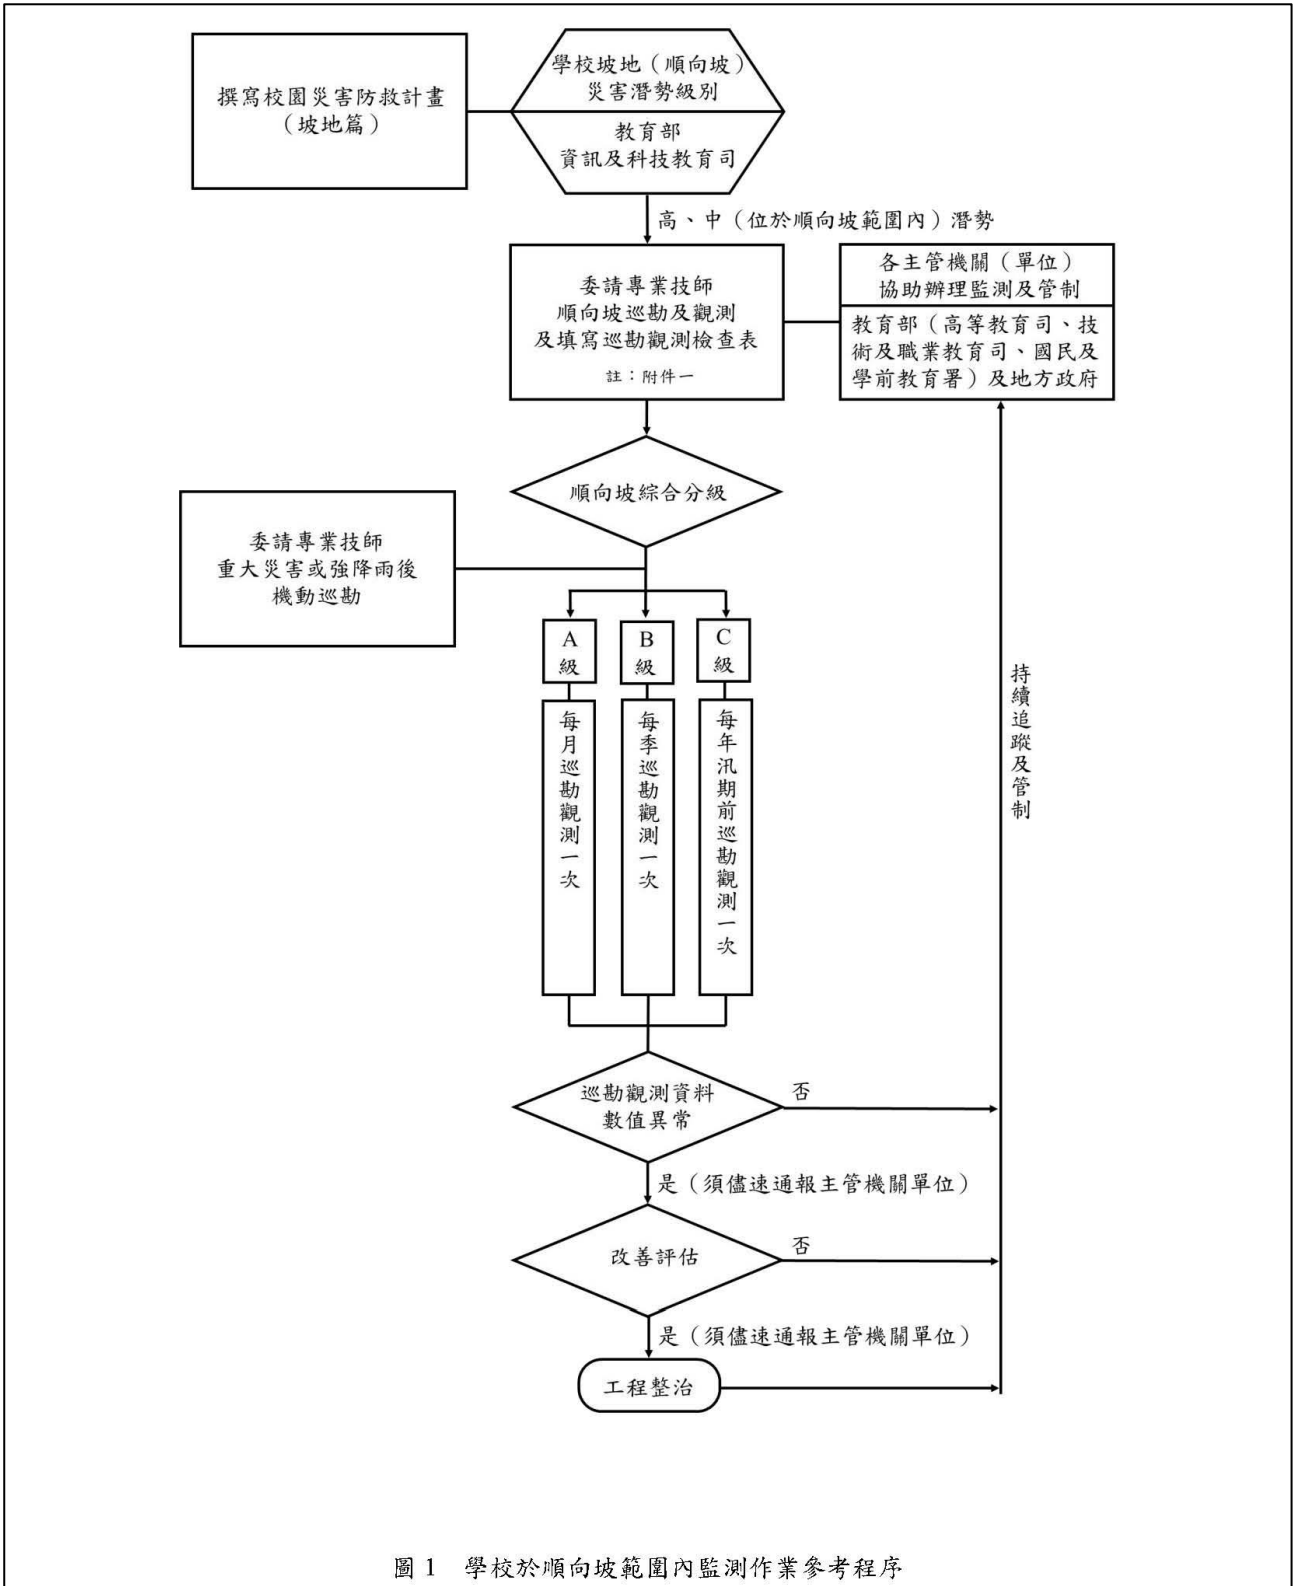 撰寫校園災害防救計畫
（坡地篇）
學校坡地（順向坡）
災害潛勢級別
教育部
資訊及科技教育司
高、中（位於順向坡範圍內）潛勢
委請專業技師
順向坡巡勘及觀測
及填寫巡勘觀測檢查表
註：附件一
各主管機關（單位）
協助辦理監測及管制
教育部（高等教育司、技
術及職業教育司、國民及
學前教育署）及地方政府
順向坡綜合分級
委請專業技師
重大災害或強降雨後
機動巡勘
A
級
B
級
C
級
每月巡勘觀測一次
每季巡勘觀測一次
每年汛期前巡勘觀測一次
持續追蹤及管制
巡勘觀測資料
數值異常
否
是（須儘速通報主管機關單位）
改善評估
否
是（須儘速通報主管機關單位）
工程整治
圖 1　學校於順向坡範圍內監測作業參考程序